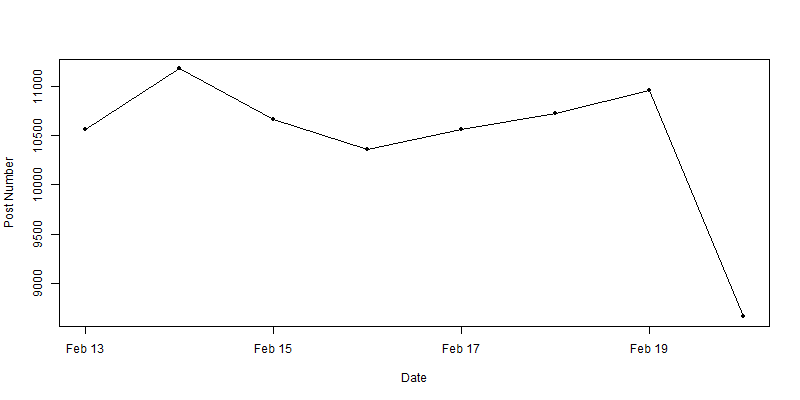 Post Number
11000
10500
10000
9500
9000
Feb 13
Feb 15
Feb 17
Feb 19
Date